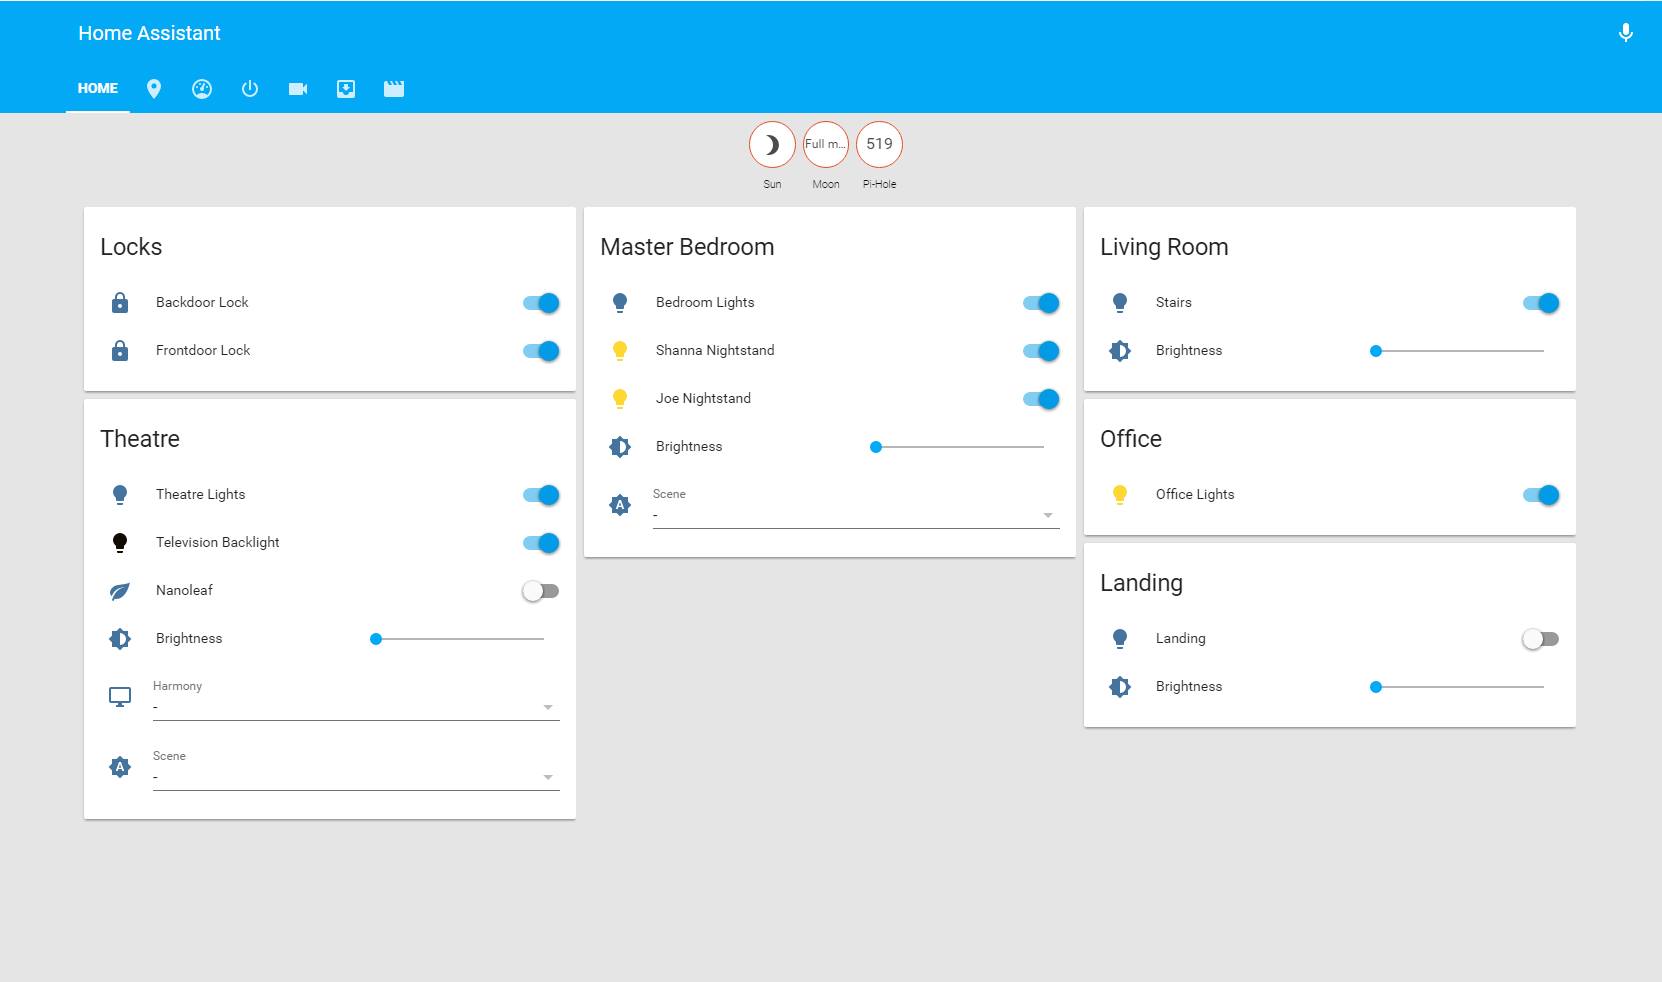 Home Assistant
HOME
Full m...
519
Sun
Moon
Pi-Hole
Locks
Backdoor Lock
Frontdoor Lock
Theatre
Theatre Lights
Television Backlight
Nanoleaf
Brightness
Harmony
-
A
Scene
-
Master Bedroom
Bedroom Lights
Shanna Nightstand
Joe Nightstand
Brightness
A
Scene
-
Living Room
Stairs
Brightness
Office
Office Lights
Landing
Landing
Brightness